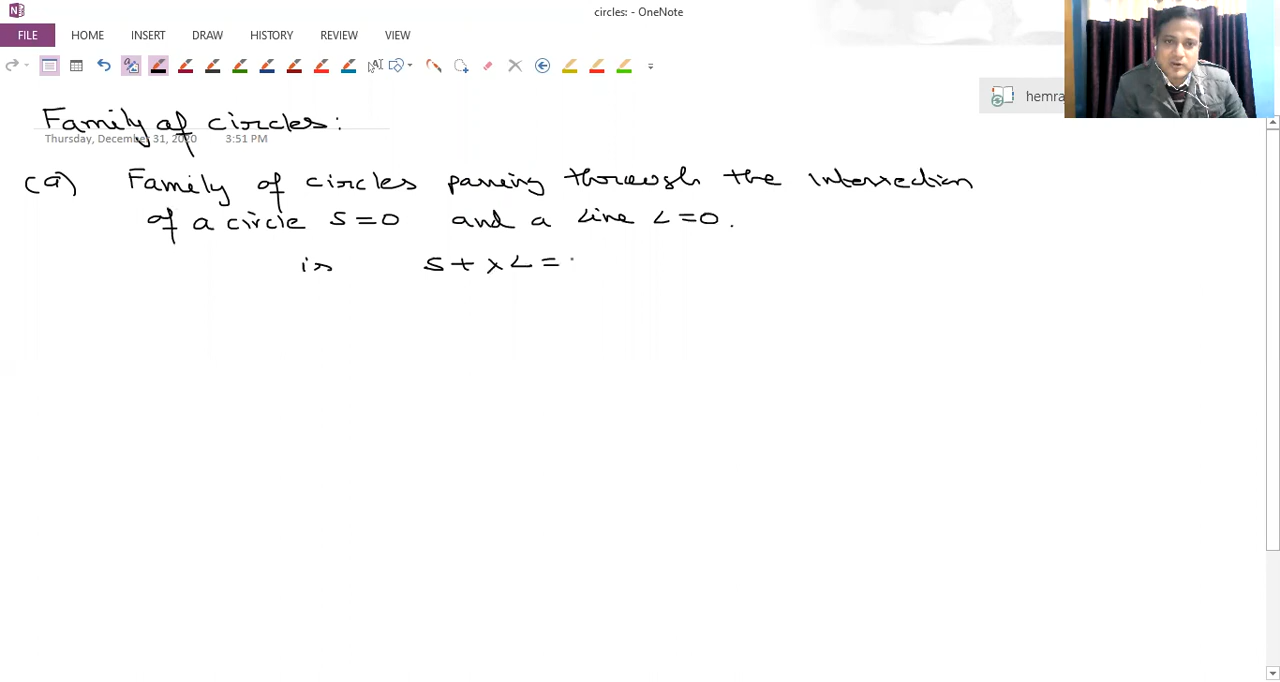 circles: - OneNote
FILE HOME INSERT DRAW HISTORY REVIEW VIEW
hemra
Family of circles:
Thursday, December 31, 2020 3:51 PM
(a) Family of circles passing through the intersection
of a circle S=0 and a line L=0.
is S+λL=